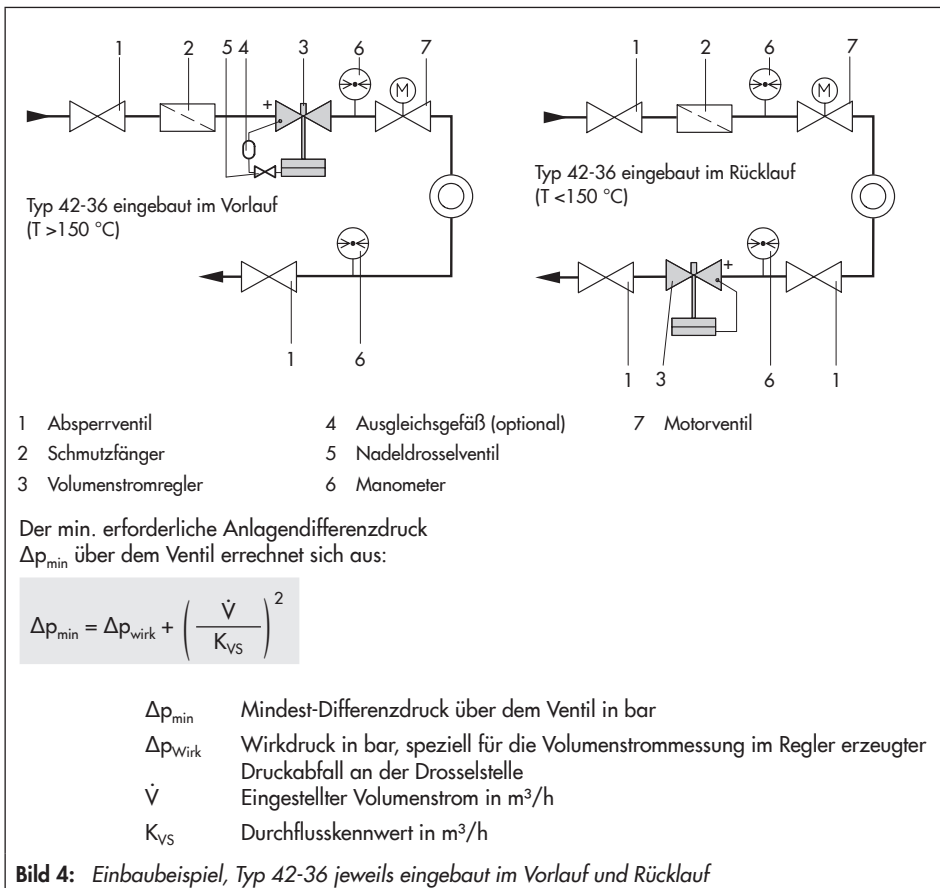 1 2 5 4 3 6 7
+
M
Typ 42-36 eingebaut im Vorlauf
(T >150 °C)
1 6
1 2 6 7
M
Typ 42-36 eingebaut im Rücklauf
(T <150 °C)
+
1 3 6 1
1 Absperrventil
2 Schmutzfänger
3 Volumenstromregler
4 Ausgleichsgefäß (optional)
5 Nadeldrosselventil
6 Manometer
7 Motorventil
Der min. erforderliche Anlagendifferenzdruck
Δpmin über dem Ventil errechnet sich aus:
Δpmin = Δpwirk + ( V̇ / KVS )²
Δpmin Mindest-Differenzdruck über dem Ventil in bar
ΔpWirk Wirkdruck in bar, speziell für die Volumenstrommessung im Regler erzeugter
Druckabfall an der Drosselstelle
V̇ Eingestellter Volumenstrom in m³/h
KVS Durchflusskennwert in m³/h
Bild 4: Einbaubeispiel, Typ 42-36 jeweils eingebaut im Vorlauf und Rücklauf